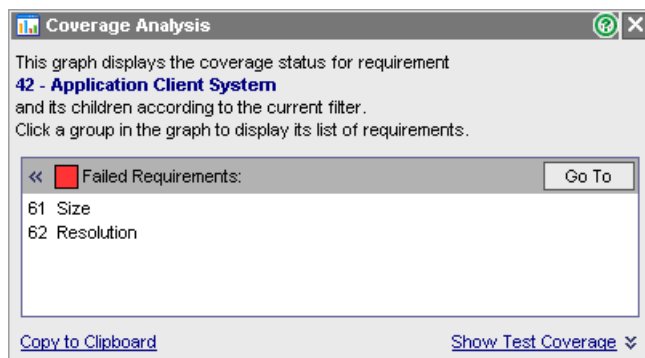 Coverage Analysis
This graph displays the coverage status for requirement
42 - Application Client System
and its children according to the current filter.
Click a group in the graph to display its list of requirements.
« Failed Requirements: Go To
61 Size
62 Resolution
Copy to Clipboard Show Test Coverage